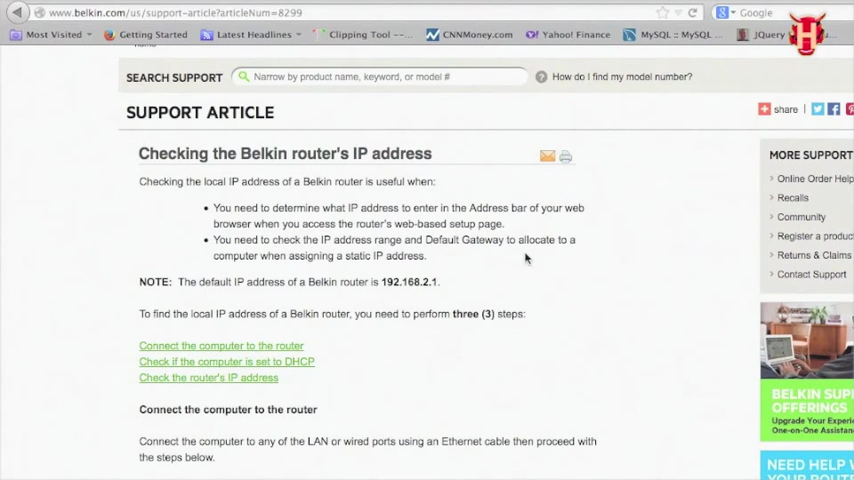 www.belkin.com/us/support-article?articleNum=8299
Google
Most Visited
Getting Started
Latest Headlines
Clipping Tool --...
CNNMoney.com
Yahoo! Finance
MySQL :: MySQL ...
JQuery
H
SEARCH SUPPORT
Narrow by product name, keyword, or model #
? How do I find my model number?
SUPPORT ARTICLE
share
Checking the Belkin router's IP address
Checking the local IP address of a Belkin router is useful when:
• You need to determine what IP address to enter in the Address bar of your web
browser when you access the router's web-based setup page.
• You need to check the IP address range and Default Gateway to allocate to a
computer when assigning a static IP address.
NOTE: The default IP address of a Belkin router is 192.168.2.1.
To find the local IP address of a Belkin router, you need to perform three (3) steps:
Connect the computer to the router
Check if the computer is set to DHCP
Check the router's IP address
Connect the computer to the router
Connect the computer to any of the LAN or wired ports using an Ethernet cable then proceed with
the steps below.
MORE SUPPORT
Online Order Help
Recalls
Community
Register a produc
Returns & Claims
Contact Support
BELKIN SUP
OFFERINGS
Upgrade Your Experi
One-on-One Assistan
NEED HELP W
YOUR ROUTE